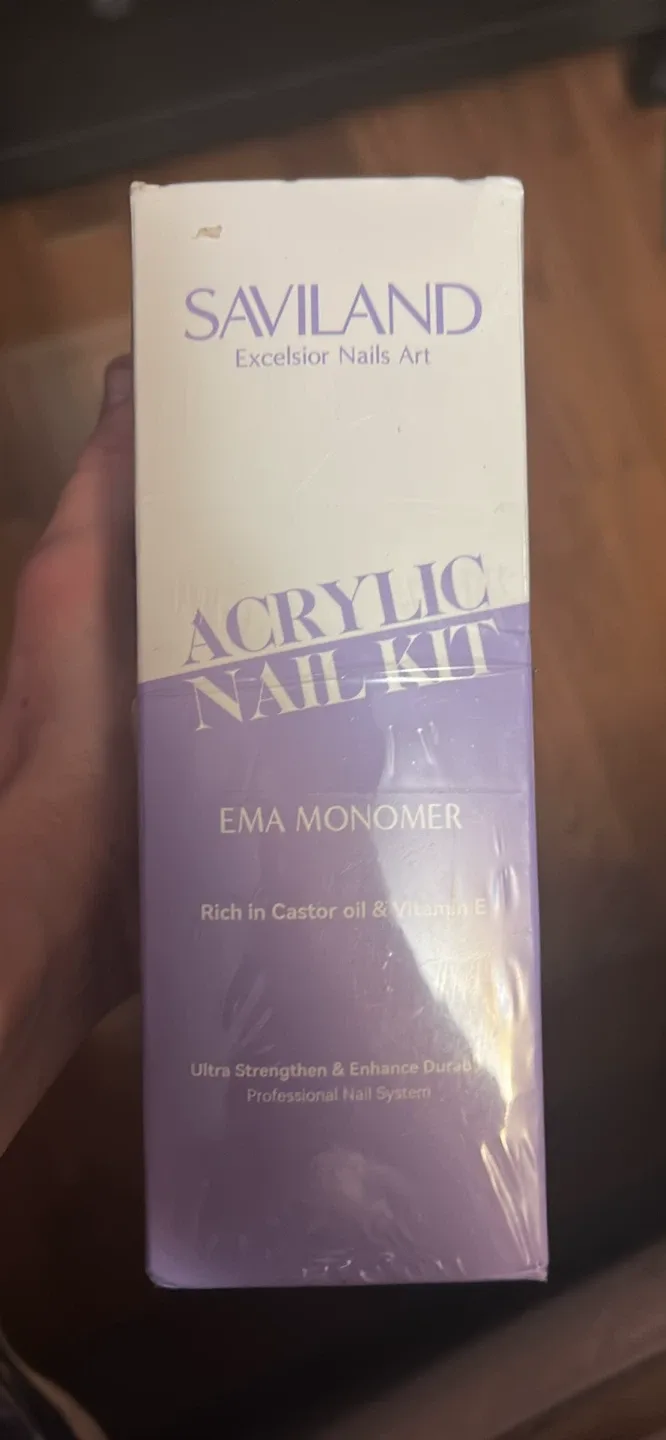 SAVILAND
Excelsior Nails Art
ACRYLIC
NAIL KIT
EMA MONOMER
Rich in Castor oil & Vitamin E
Ultra Strengthen & Enhance
Professional Nail System